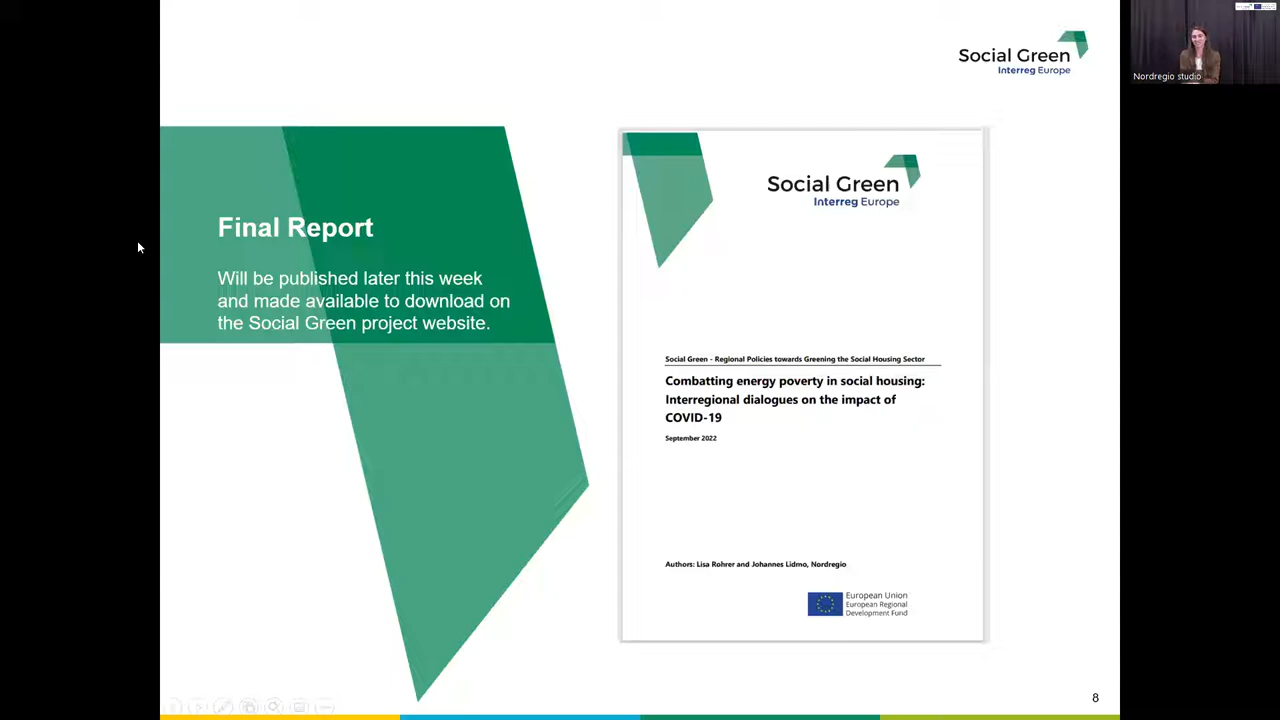 Social Green
Interreg Europe
Nordregio studio
Final Report
Will be published later this week
and made available to download on
the Social Green project website.
Social Green
Interreg Europe
Social Green - Regional Policies towards Greening the Social Housing Sector
Combatting energy poverty in social housing:
Interregional dialogues on the impact of
COVID-19
September 2022
Authors: Lisa Rohrer and Johannes Lidmo, Nordregio
European Union
European Regional
Development Fund
8